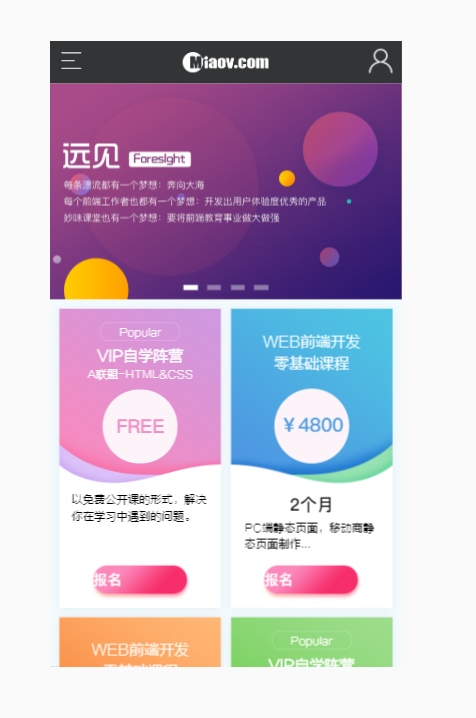 Miaov.com
远见 Foresight
每条溪流都有一个梦想：奔向大海
每个前端工作者也都有一个梦想：开发出用户体验度优秀的产品
妙味课堂也有一个梦想：要将前端教育事业做大做强
Popular
VIP自学阵营
A联盟-HTML&CSS
FREE
以免费公开课的形式，解决
你在学习中遇到的问题。
报名
WEB前端开发
零基础课程
￥4800
2个月
PC端静态页面，移动商静
态页面制作...
报名
WEB前端开发
零基础课程
Popular
VIP自学阵营